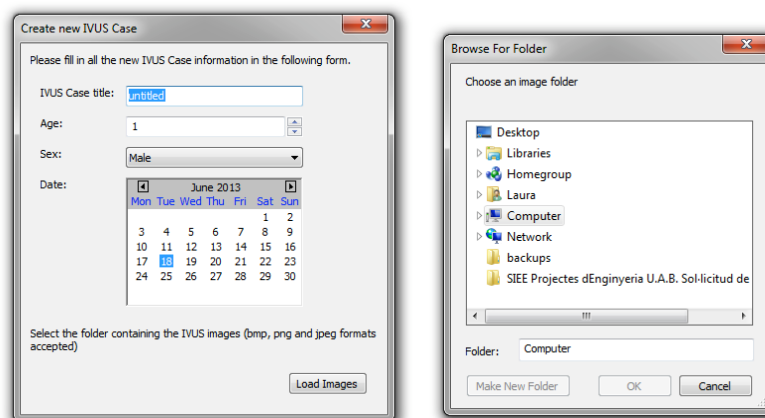 Create new IVUS Case
Please fill in all the new IVUS Case information in the following form.
IVUS Case title: untitled
Age: 1
Sex: Male
Date: June 2013
Mon Tue Wed Thu Fri Sat Sun
1 2
3 4 5 6 7 8 9
10 11 12 13 14 15 16
17 18 19 20 21 22 23
24 25 26 27 28 29 30
Select the folder containing the IVUS images (bmp, png and jpeg formats
accepted)
Load Images
Browse For Folder
Choose an image folder
Desktop
Libraries
Homegroup
Laura
Computer
Network
backups
SIEE Projectes dEnginyeria U.A.B. Sol·licitud de
Folder: Computer
Make New Folder OK Cancel